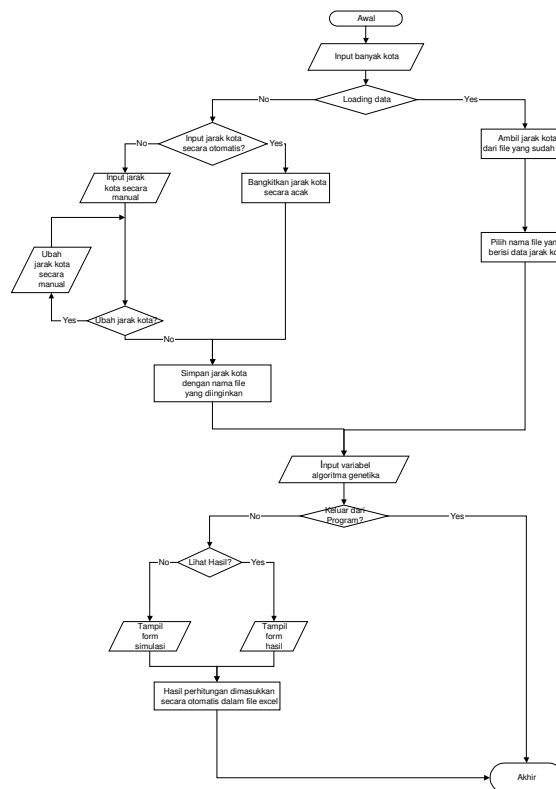 Awal
Input banyak kota
Loading data
No
Yes
Input jarak kota
secara otomatis?
No
Yes
Ambil jarak kota
dari file yang sudah
Input jarak
kota secara
manual
Bangkitkan jarak kota
secara acak
Pilih nama file yan
berisi data jarak ko
Ubah
jarak kota
secara
manual
Yes
Ubah jarak kota?
No
Simpan jarak kota
dengan nama file
yang diinginkan
Input variabel
algoritma genetika
Keluar dari
Program?
No
Yes
Lihat Hasil?
No
Yes
Tampil
form
simulasi
Tampil
form
hasil
Hasil perhitungan dimasukkan
secara otomatis dalam file excel
Akhir